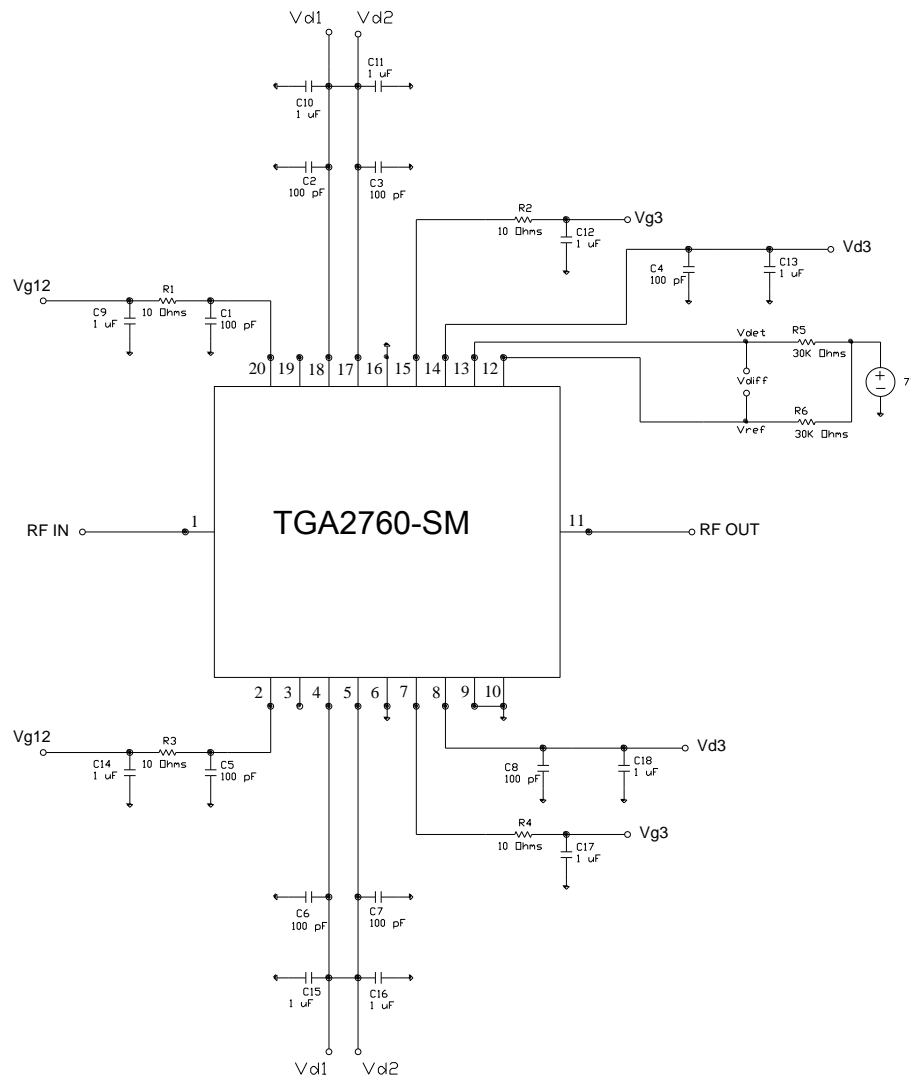 Vd1 Vd2
C11
1 uF
C10
1 uF
C2
100 pF
C3
100 pF
R2
10 Ohms
Vg3
C12
1 uF
Vd3
C4
100 pF
C13
1 uF
Vg12
R1
10 Ohms
C9
1 uF
C1
100 pF
Vdet
R5
30K Ohms
Vdiff
7
Vref
R6
30K Ohms
20 19 18 17 16 15 14 13 12
RF IN
1
TGA2760-SM
11
RF OUT
2 3 4 5 6 7 8 9 10
Vg12
R3
10 Ohms
C14
1 uF
C5
100 pF
Vd3
C8
100 pF
C18
1 uF
R4
10 Ohms
Vg3
C17
1 uF
C6
100 pF
C7
100 pF
C15
1 uF
C16
1 uF
Vd1 Vd2